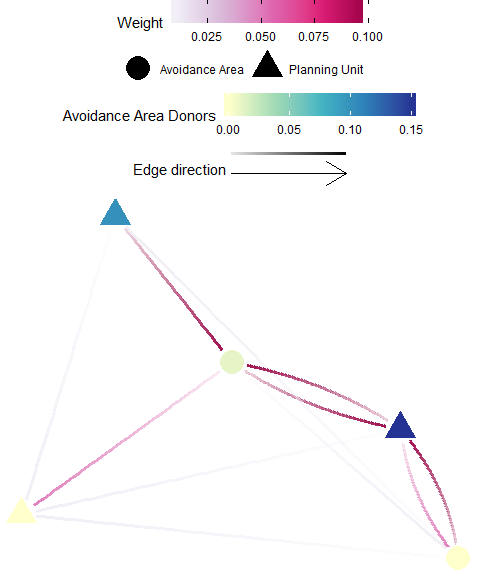 Weight
0.025 0.050 0.075 0.100
Avoidance Area Planning Unit
Avoidance Area Donors
0.00 0.05 0.10 0.15
Edge direction